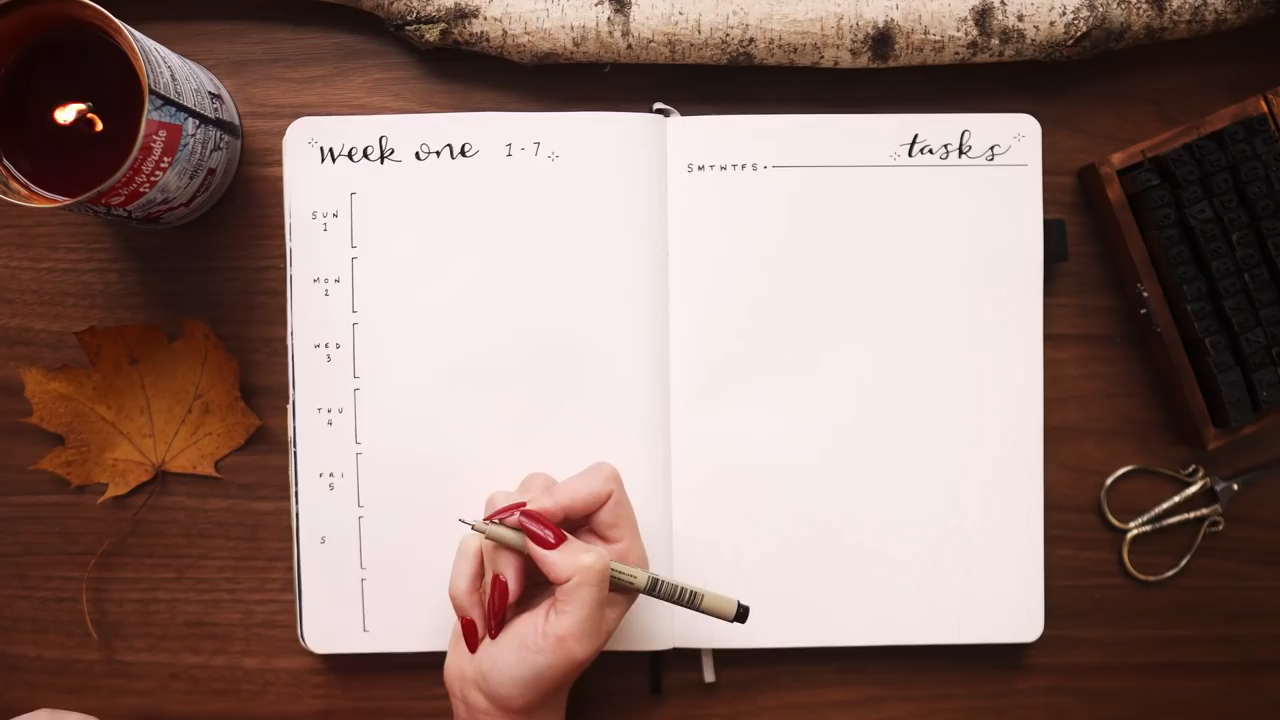 week one 1-7
SUN
1
MON
2
WED
3
THU
4
FRI
5
S
tasks
SMTWTFS